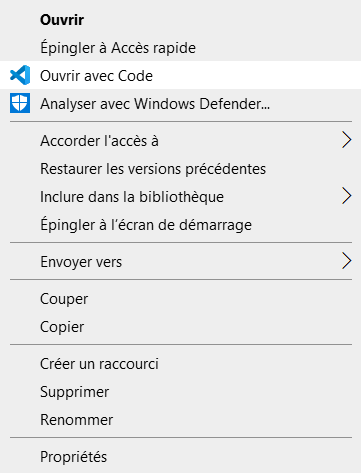 Ouvrir
Épingler à Accès rapide
Ouvrir avec Code
Analyser avec Windows Defender...
Accorder l'accès à
Restaurer les versions précédentes
Inclure dans la bibliothèque
Épingler à l’écran de démarrage
Envoyer vers
Couper
Copier
Créer un raccourci
Supprimer
Renommer
Propriétés